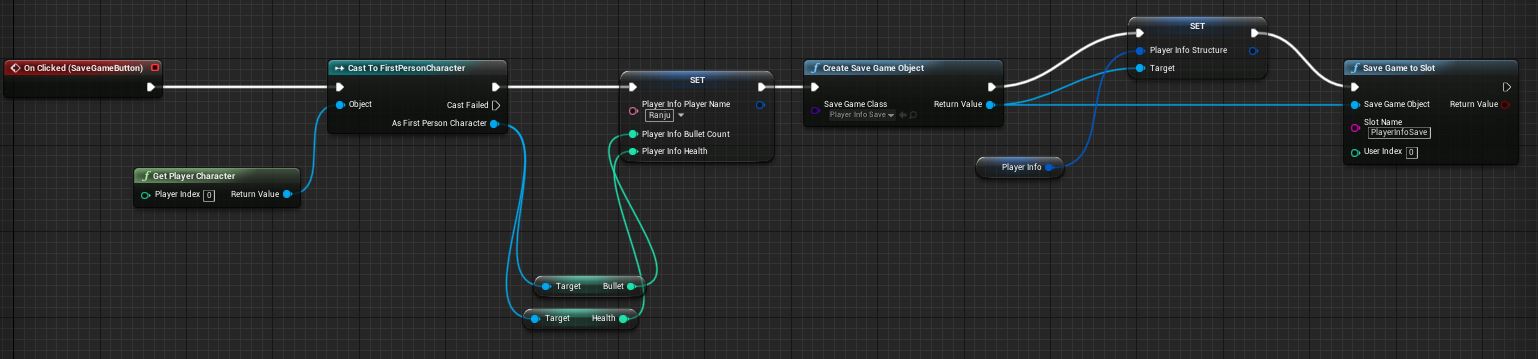 On Clicked (SaveGameButton)
Cast To FirstPersonCharacter
Object
Cast Failed
As First Person Character
f Get Player Character
Player Index 0
Return Value
SET
Player Info Player Name
Ranju
Player Info Bullet Count
Player Info Health
Target
Bullet
Target
Health
f Create Save Game Object
Save Game Class
Player Info Save
Return Value
Player Info
SET
Player Info Structure
Target
f Save Game to Slot
Save Game Object
Return Value
Slot Name
PlayerInfoSave
User Index 0